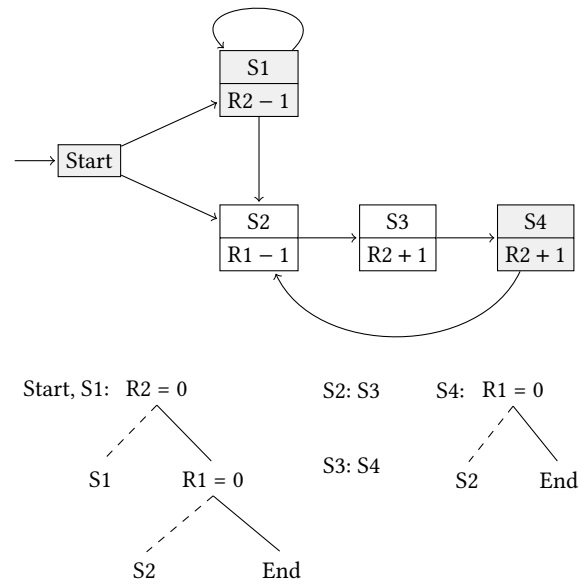 S1
R2 − 1
Start
S2
R1 − 1
S3
R2 + 1
S4
R2 + 1
Start, S1: R2 = 0
S1
R1 = 0
S2
End
S2: S3
S3: S4
S4: R1 = 0
S2
End